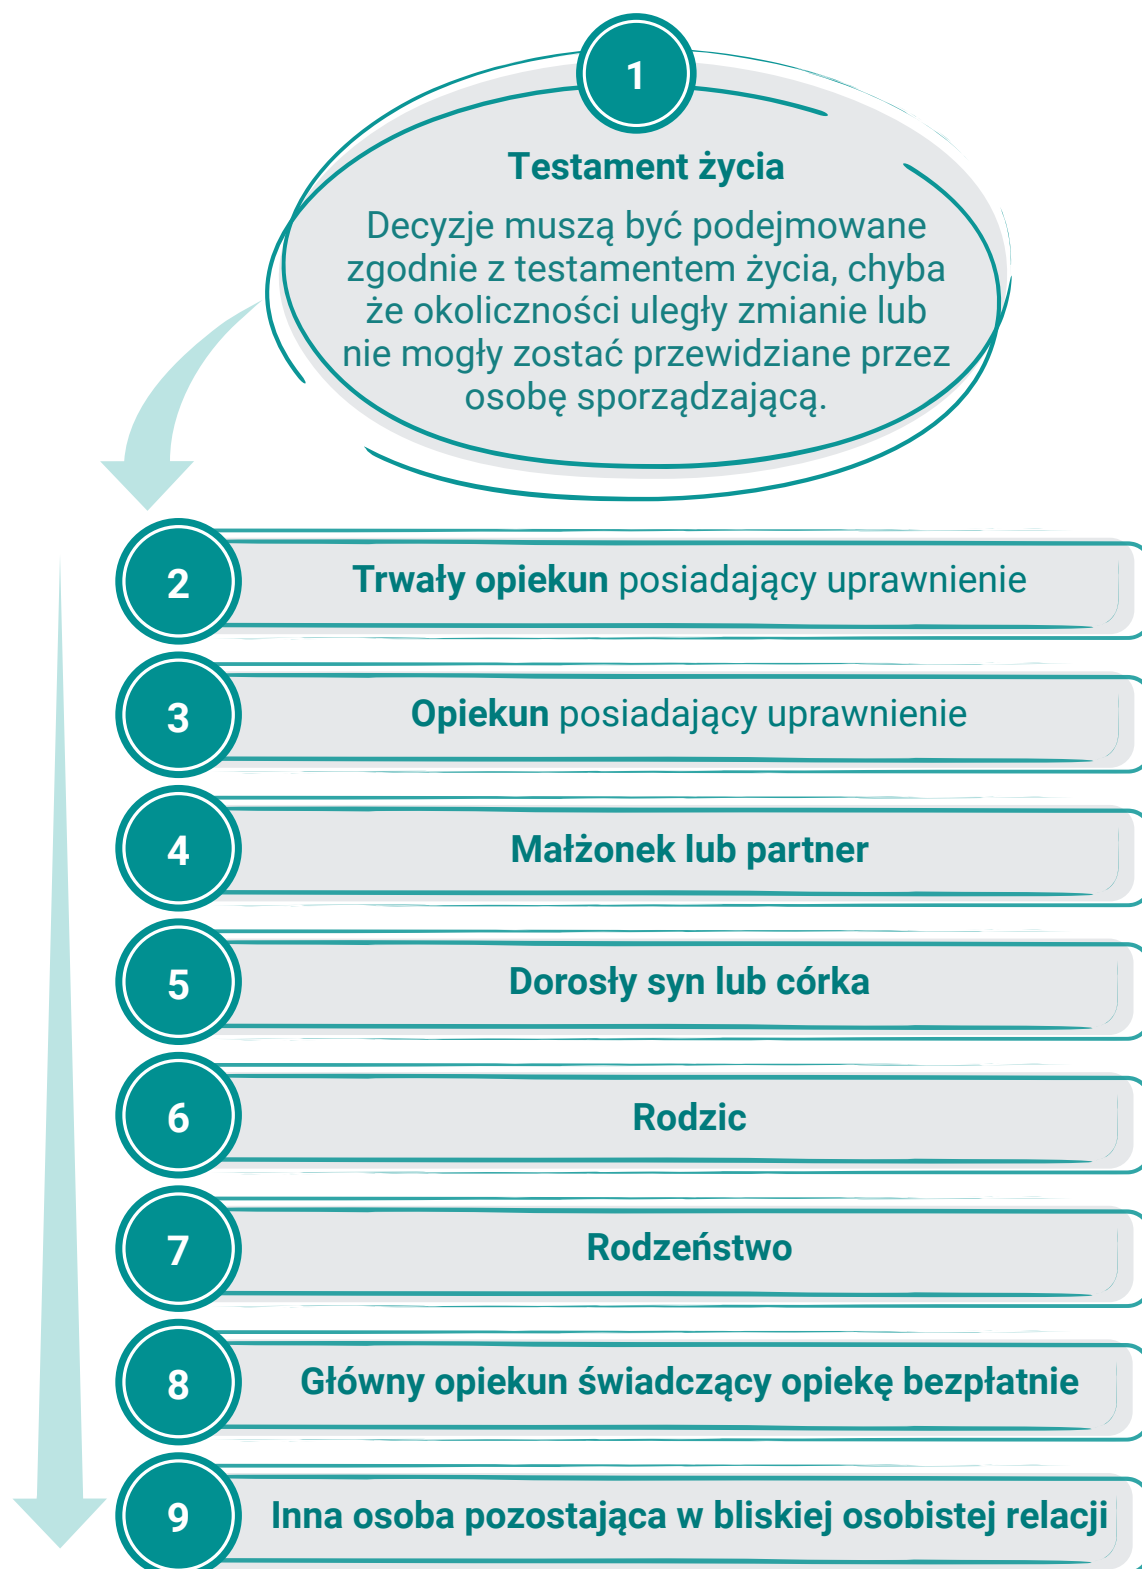 1
Testament życia
Decyzje muszą być podejmowane
zgodnie z testamentem życia, chyba
że okoliczności uległy zmianie lub
nie mogły zostać przewidziane przez
osobę sporządzającą.
2
Trwały opiekun posiadający uprawnienie
3
Opiekun posiadający uprawnienie
4
Małżonek lub partner
5
Dorosły syn lub córka
6
Rodzic
7
Rodzeństwo
8
Główny opiekun świadczący opiekę bezpłatnie
9
Inna osoba pozostająca w bliskiej osobistej relacji